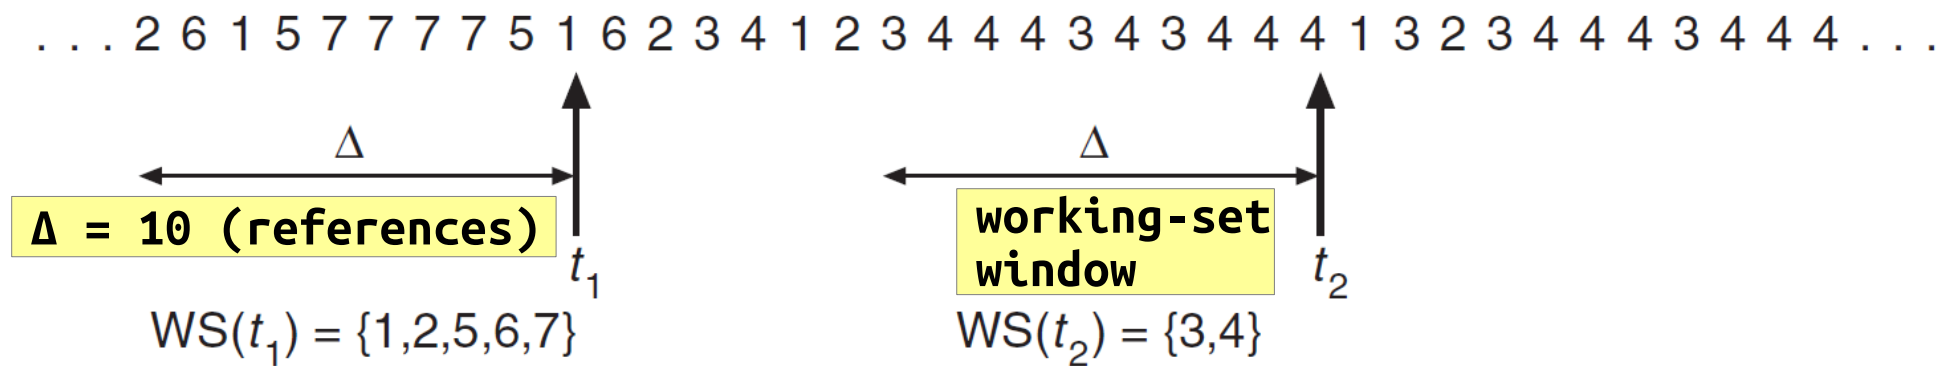 . . . 2 6 1 5 7 7 7 7 5 1 6 2 3 4 1 2 3 4 4 4 3 4 3 4 4 4 1 3 2 3 4 4 4 3 4 4 4 . . .
Δ Δ
Δ = 10 (references)
working-set
window
t₁ t₂
WS(t₁) = {1,2,5,6,7} WS(t₂) = {3,4}